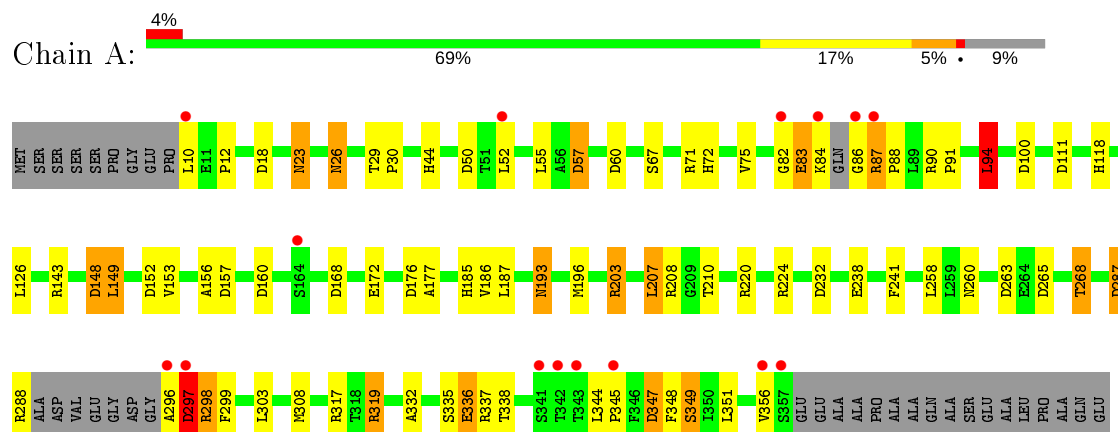 4%
Chain A:
69% 17% 5% • 9%
MET SER SER SER SER PRO GLY GLU PRO L10 E11 P12 D18 N23 N26 T29 P30 H44 D50 T51 L52 L55 A56 D57 D60 S67 R71 H72 V75 G82 E83 K84 GLN G86 R87 P88 L89 R90 P91 L94 D100 D111 H118
L126 R143 D148 L149 D152 V153 A156 D157 D160 S164 D168 E172 D176 A177 H185 V186 L187 N193 M196 R203 L207 R208 G209 T210 R220 R224 D232 E238 F241 L258 L259 N260 D263 E264 D265 T268
R288 ALA ASP VAL GLU GLY ASP GLY A296 D297 R298 F299 L303 M308 R317 T318 R319 A332 S335 E336 R337 T338 S341 T342 T343 L344 P345 F346 D347 F348 S349 I350 L351 V356 S357 GLU GLU ALA ALA PRO ALA ALA GLN ALA SER GLU ALA LEU PRO ALA GLN GLU